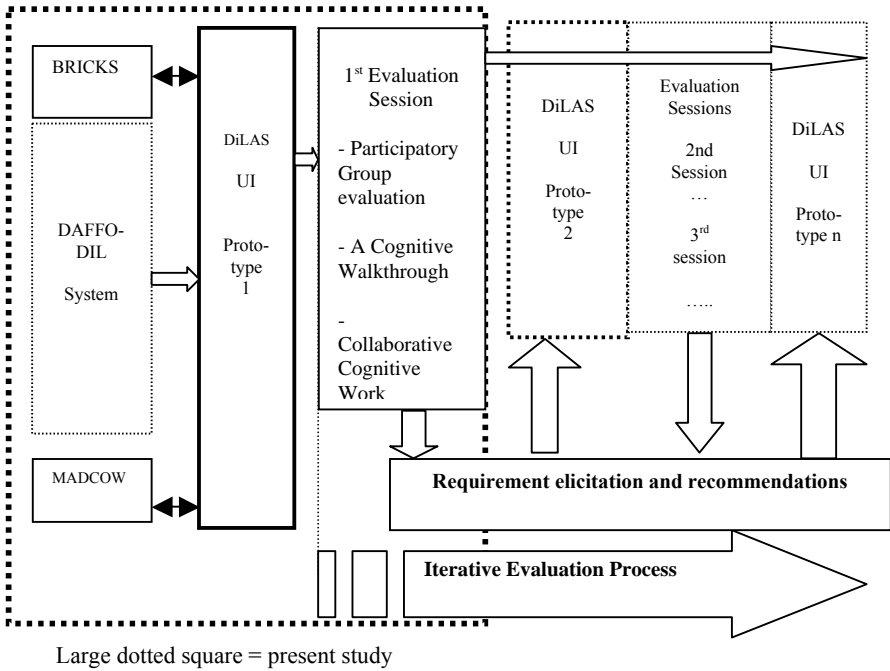 BRICKS
DAFFO-
DIL
System
MADCOW
DiLAS
UI
Proto-
type
1
1st Evaluation
Session
- Participatory
Group
evaluation
- A Cognitive
Walkthrough
-
Collaborative
Cognitive
Work
DiLAS
UI
Proto-
type
2
Evaluation
Sessions
2nd
Session
…
3rd
session
…..
DiLAS
UI
Proto-
type n
Requirement elicitation and recommendations
Iterative Evaluation Process
Large dotted square = present study